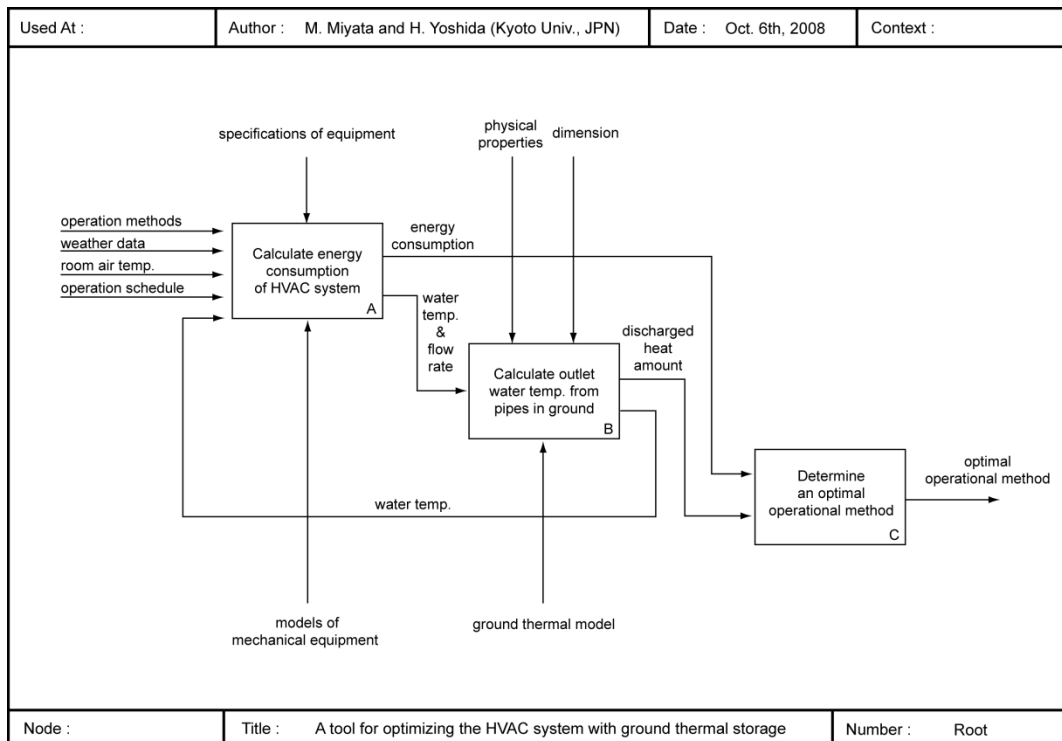 Used At :
Author : M. Miyata and H. Yoshida (Kyoto Univ., JPN)
Date : Oct. 6th, 2008
Context :
specifications of equipment
physical
properties
dimension
operation methods
weather data
room air temp.
operation schedule
Calculate energy
consumption
of HVAC system
A
energy
consumption
water
temp.
&
flow
rate
Calculate outlet
water temp. from
pipes in ground
B
discharged
heat
amount
water temp.
Determine
an optimal
operational method
C
optimal
operational method
models of
mechanical equipment
ground thermal model
Node :
Title : A tool for optimizing the HVAC system with ground thermal storage
Number : Root